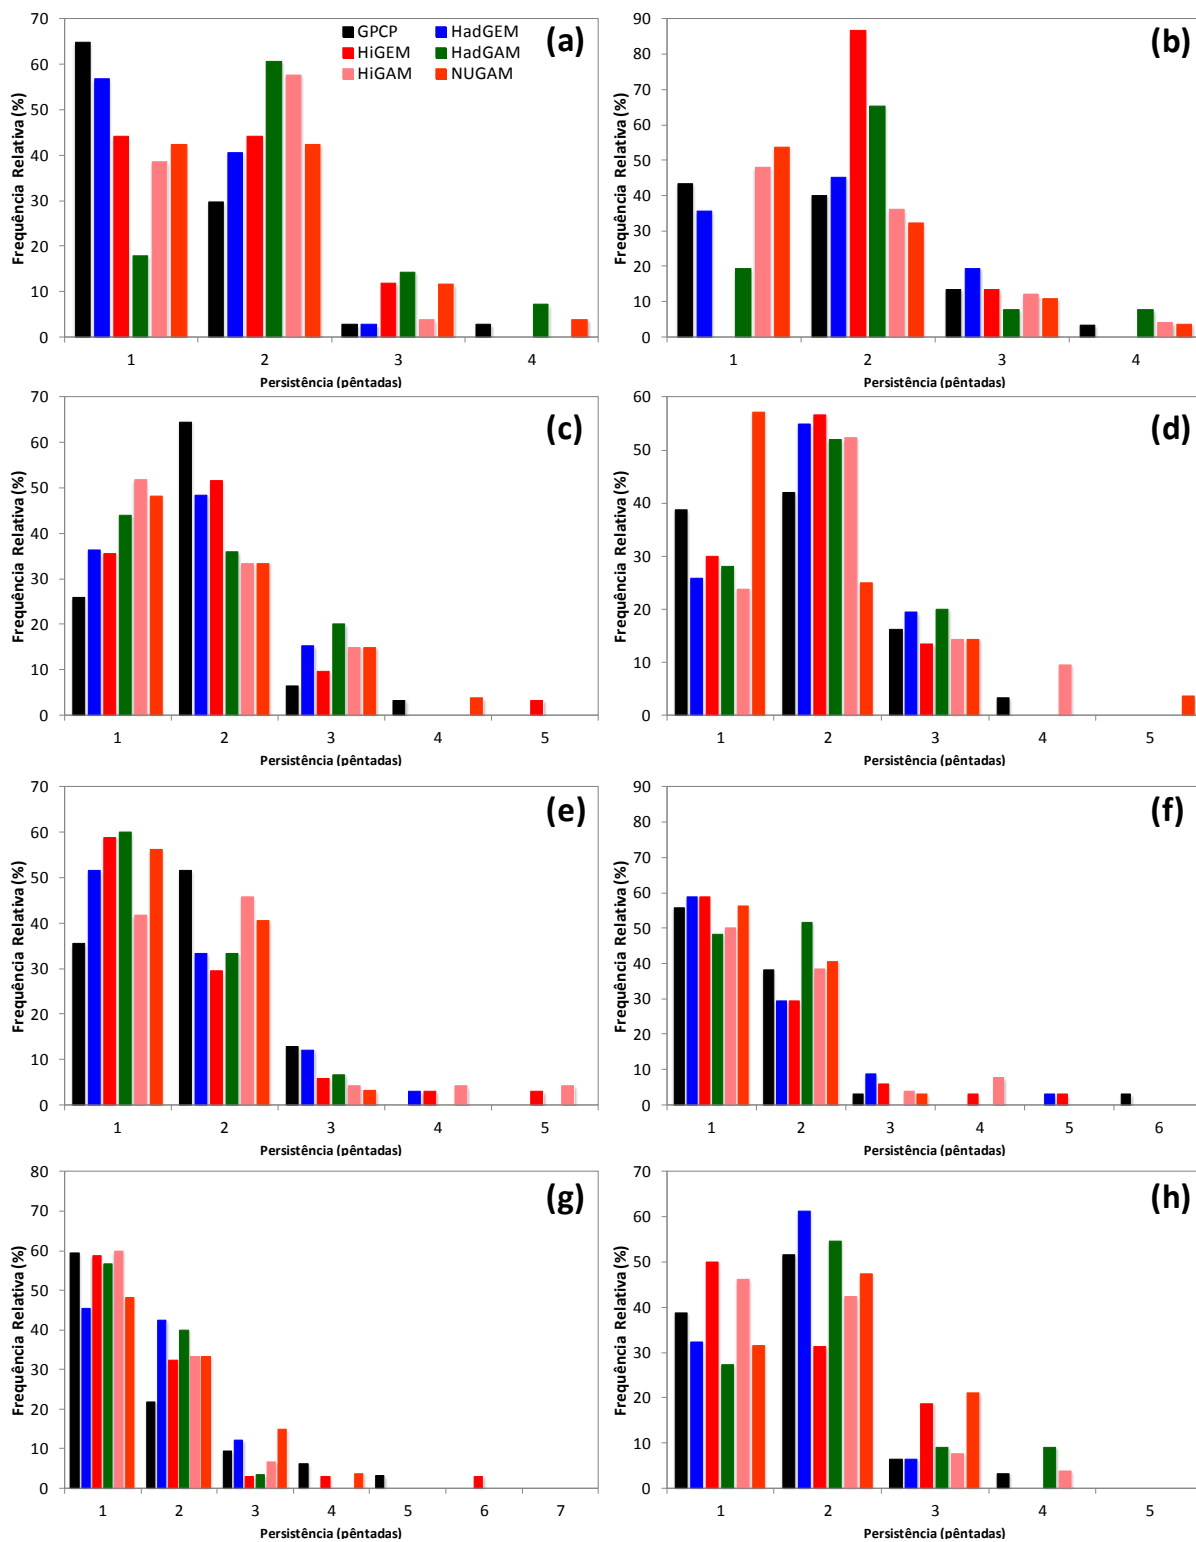 GPCP HadGEM
HiGEM HadGAM
HiGAM NUGAM
(a)
Frequência Relativa (%)
70
60
50
40
30
20
10
0
1 2 3 4
Persistência (pêntadas)
(b)
Frequência Relativa (%)
90
80
70
60
50
40
30
20
10
0
1 2 3 4
Persistência (pêntadas)
(c)
Frequência Relativa (%)
70
60
50
40
30
20
10
0
1 2 3 4 5
Persistência (pêntadas)
(d)
Frequência Relativa (%)
60
50
40
30
20
10
0
1 2 3 4 5
Persistência (pêntadas)
(e)
Frequência Relativa (%)
70
60
50
40
30
20
10
0
1 2 3 4 5
Persistência (pêntadas)
(f)
Frequência Relativa (%)
90
80
70
60
50
40
30
20
10
0
1 2 3 4 5 6
Persistência (pêntadas)
(g)
Frequência Relativa (%)
80
70
60
50
40
30
20
10
0
1 2 3 4 5 6 7
Persistência (pêntadas)
(h)
Frequência Relativa (%)
70
60
50
40
30
20
10
0
1 2 3 4 5
Persistência (pêntadas)